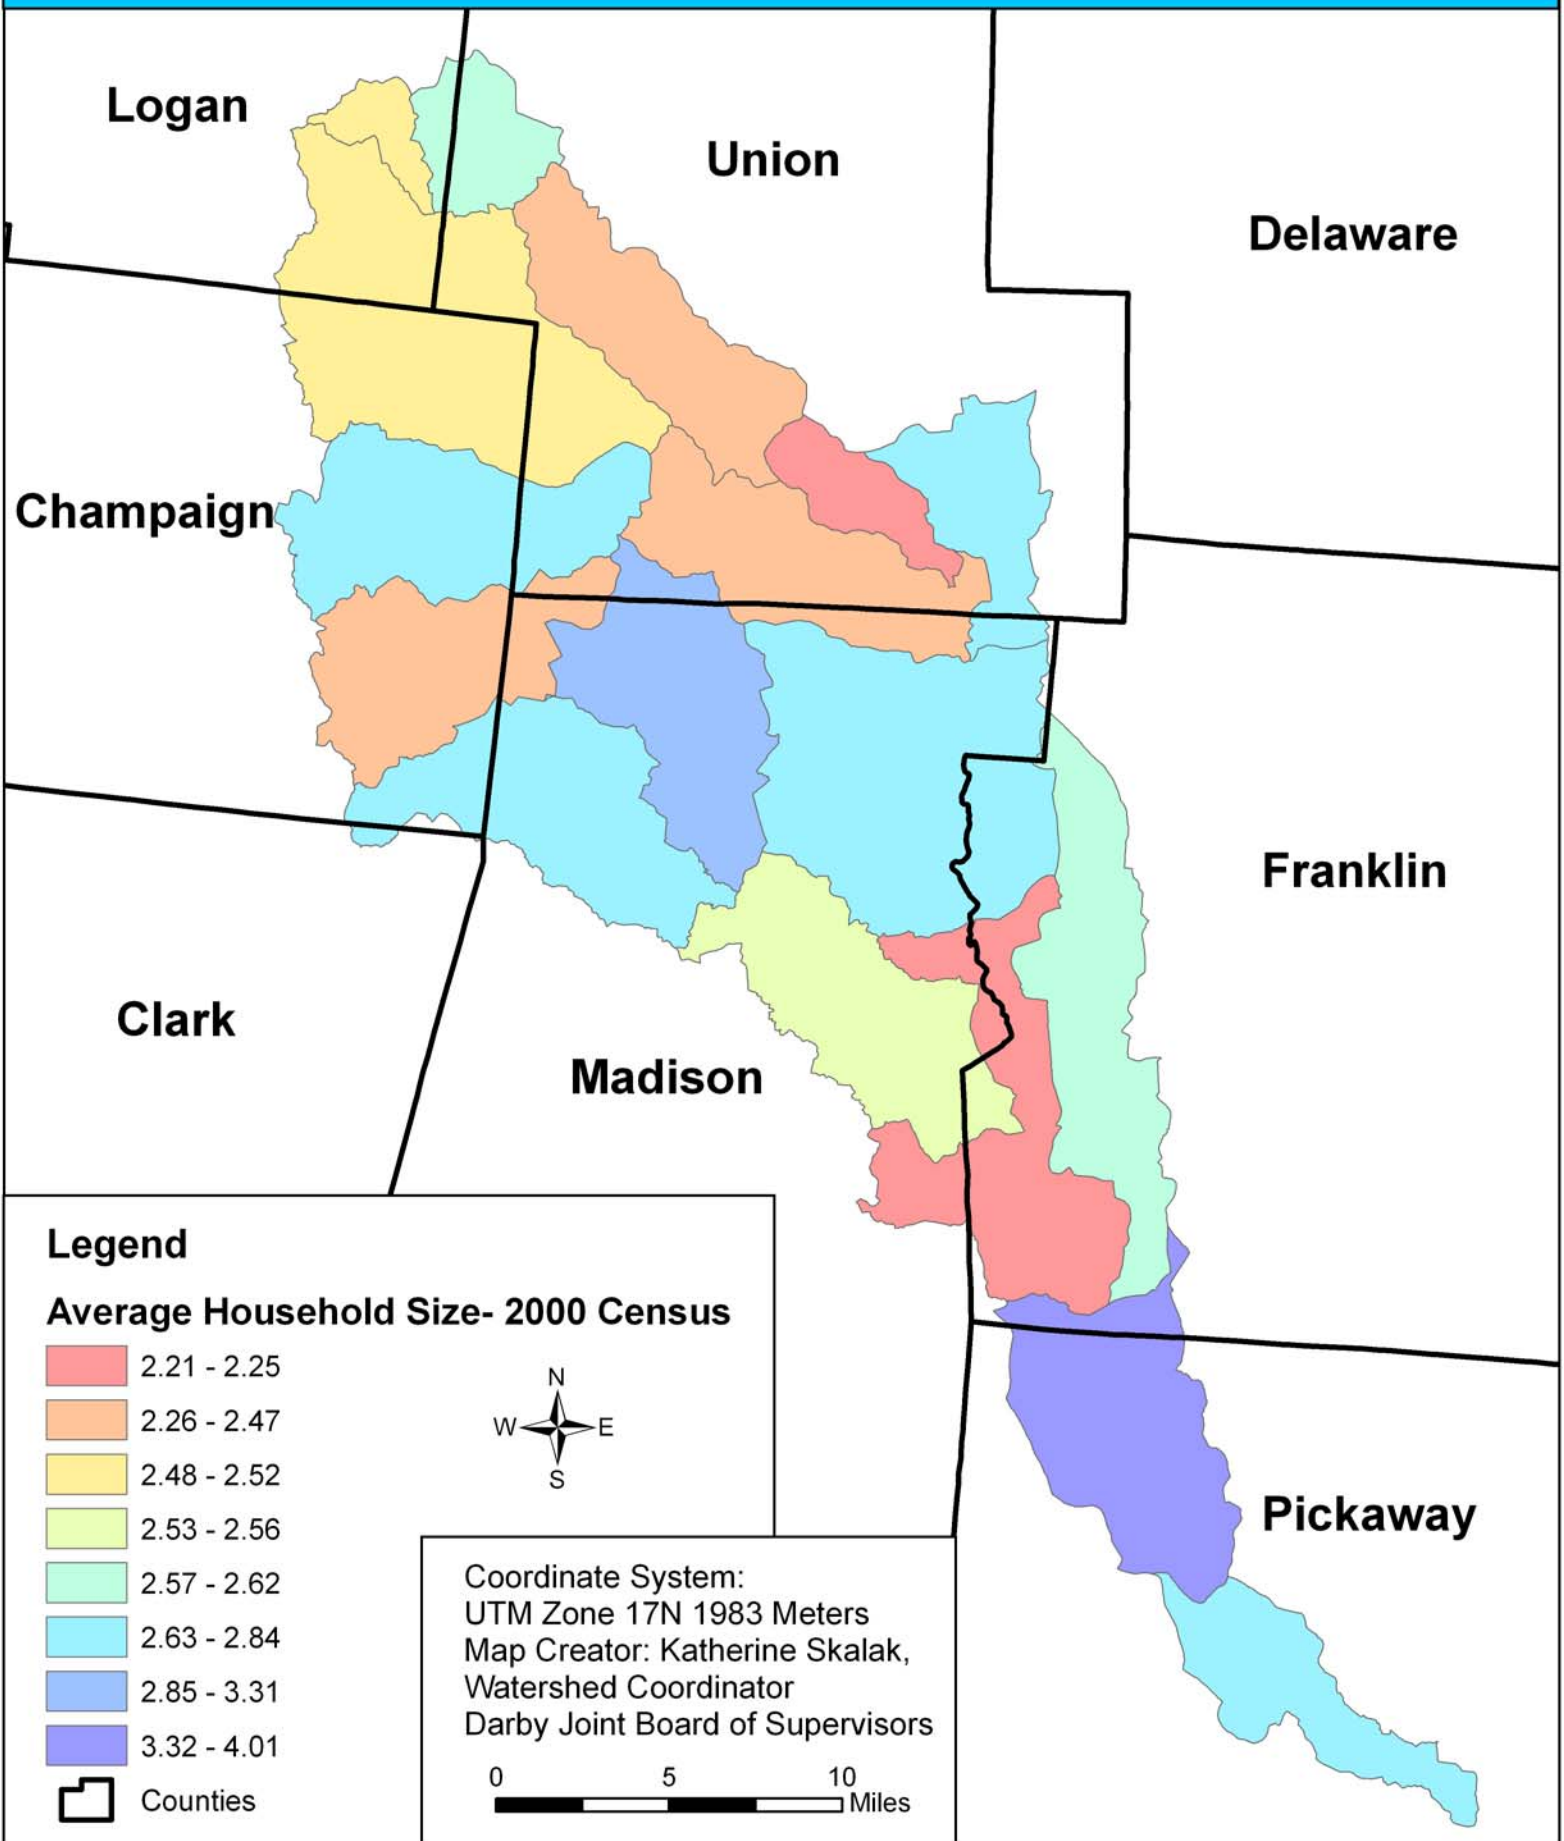 Logan
Union
Delaware
Champaign
Franklin
Clark
Madison
Pickaway
Legend
Average Household Size- 2000 Census
2.21 - 2.25
2.26 - 2.47
2.48 - 2.52
2.53 - 2.56
2.57 - 2.62
2.63 - 2.84
2.85 - 3.31
3.32 - 4.01
Counties
N
W E
S
Coordinate System:
UTM Zone 17N 1983 Meters
Map Creator: Katherine Skalak,
Watershed Coordinator
Darby Joint Board of Supervisors
0 5 10
Miles